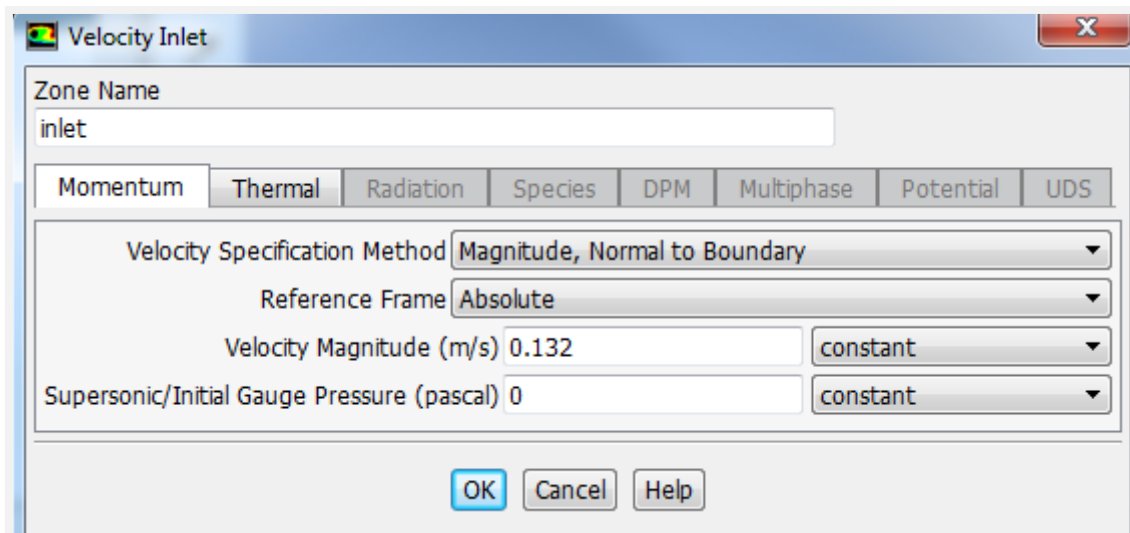 Velocity Inlet
Zone Name
inlet
Momentum Thermal Radiation Species DPM Multiphase Potential UDS
Velocity Specification Method Magnitude, Normal to Boundary
Reference Frame Absolute
Velocity Magnitude (m/s) 0.132 constant
Supersonic/Initial Gauge Pressure (pascal) 0 constant
OK Cancel Help